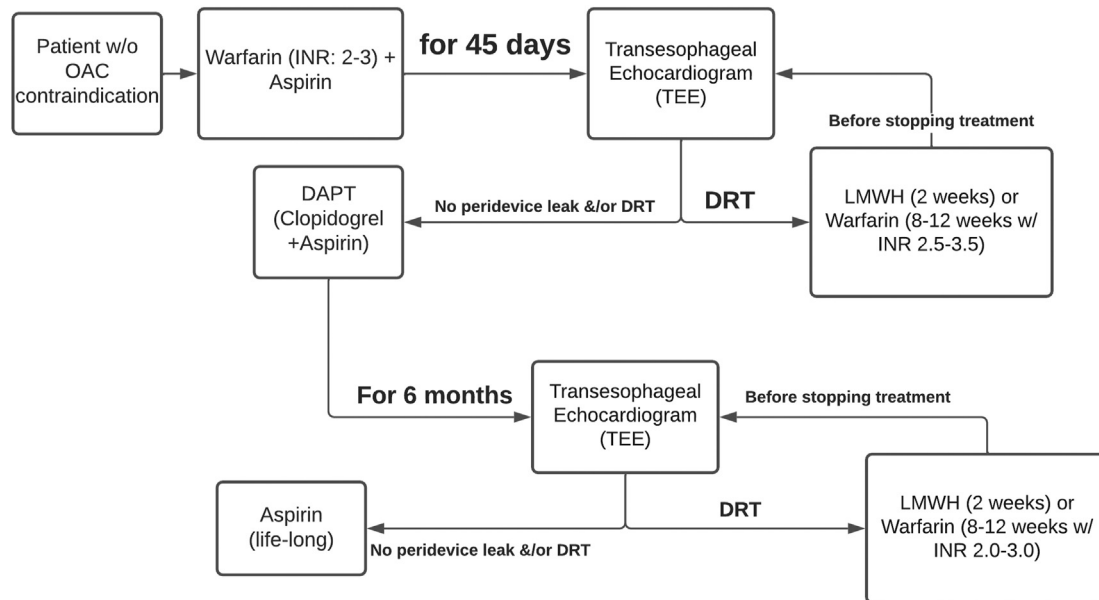 Patient w/o
OAC
contraindication
Warfarin (INR: 2-3) +
Aspirin
for 45 days
Transesophageal
Echocardiogram
(TEE)
Before stopping treatment
LMWH (2 weeks) or
Warfarin (8-12 weeks w/
INR 2.5-3.5)
DRT
No peridevice leak &/or DRT
DAPT
(Clopidogrel
+Aspirin)
For 6 months
Transesophageal
Echocardiogram
(TEE)
Before stopping treatment
LMWH (2 weeks) or
Warfarin (8-12 weeks w/
INR 2.0-3.0)
DRT
No peridevice leak &/or DRT
Aspirin
(life-long)